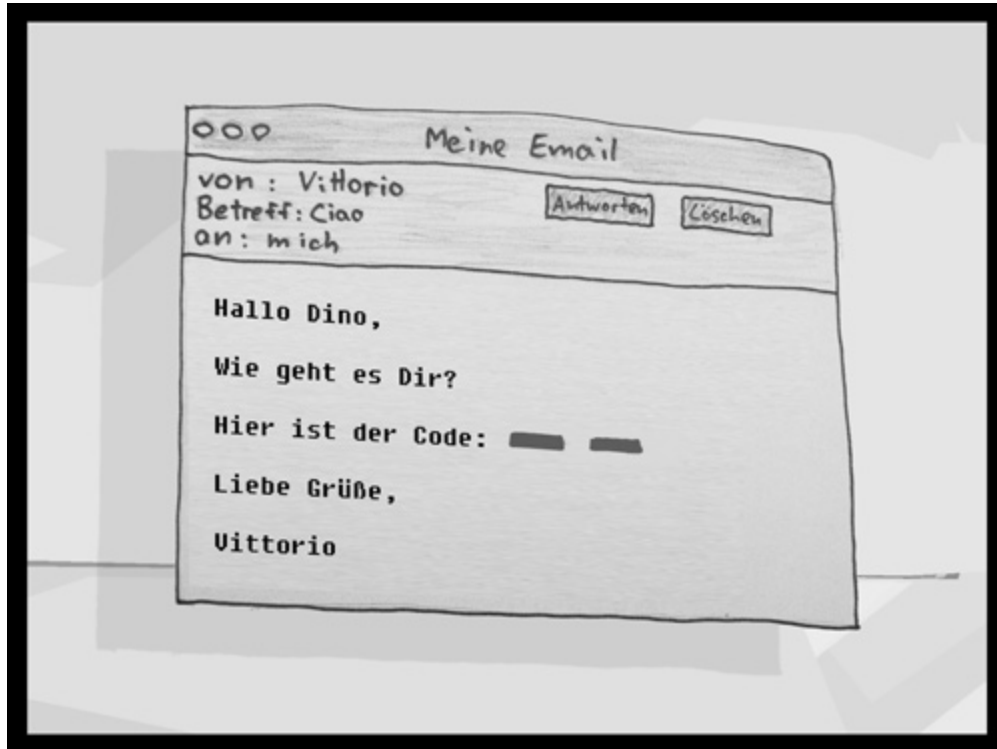 Meine Email
von: Vittorio
Betreff: Ciao
an: mich
Antworten
Löschen
Hallo Dino,
Wie geht es Dir?
Hier ist der Code:
Liebe Grüße,
Vittorio